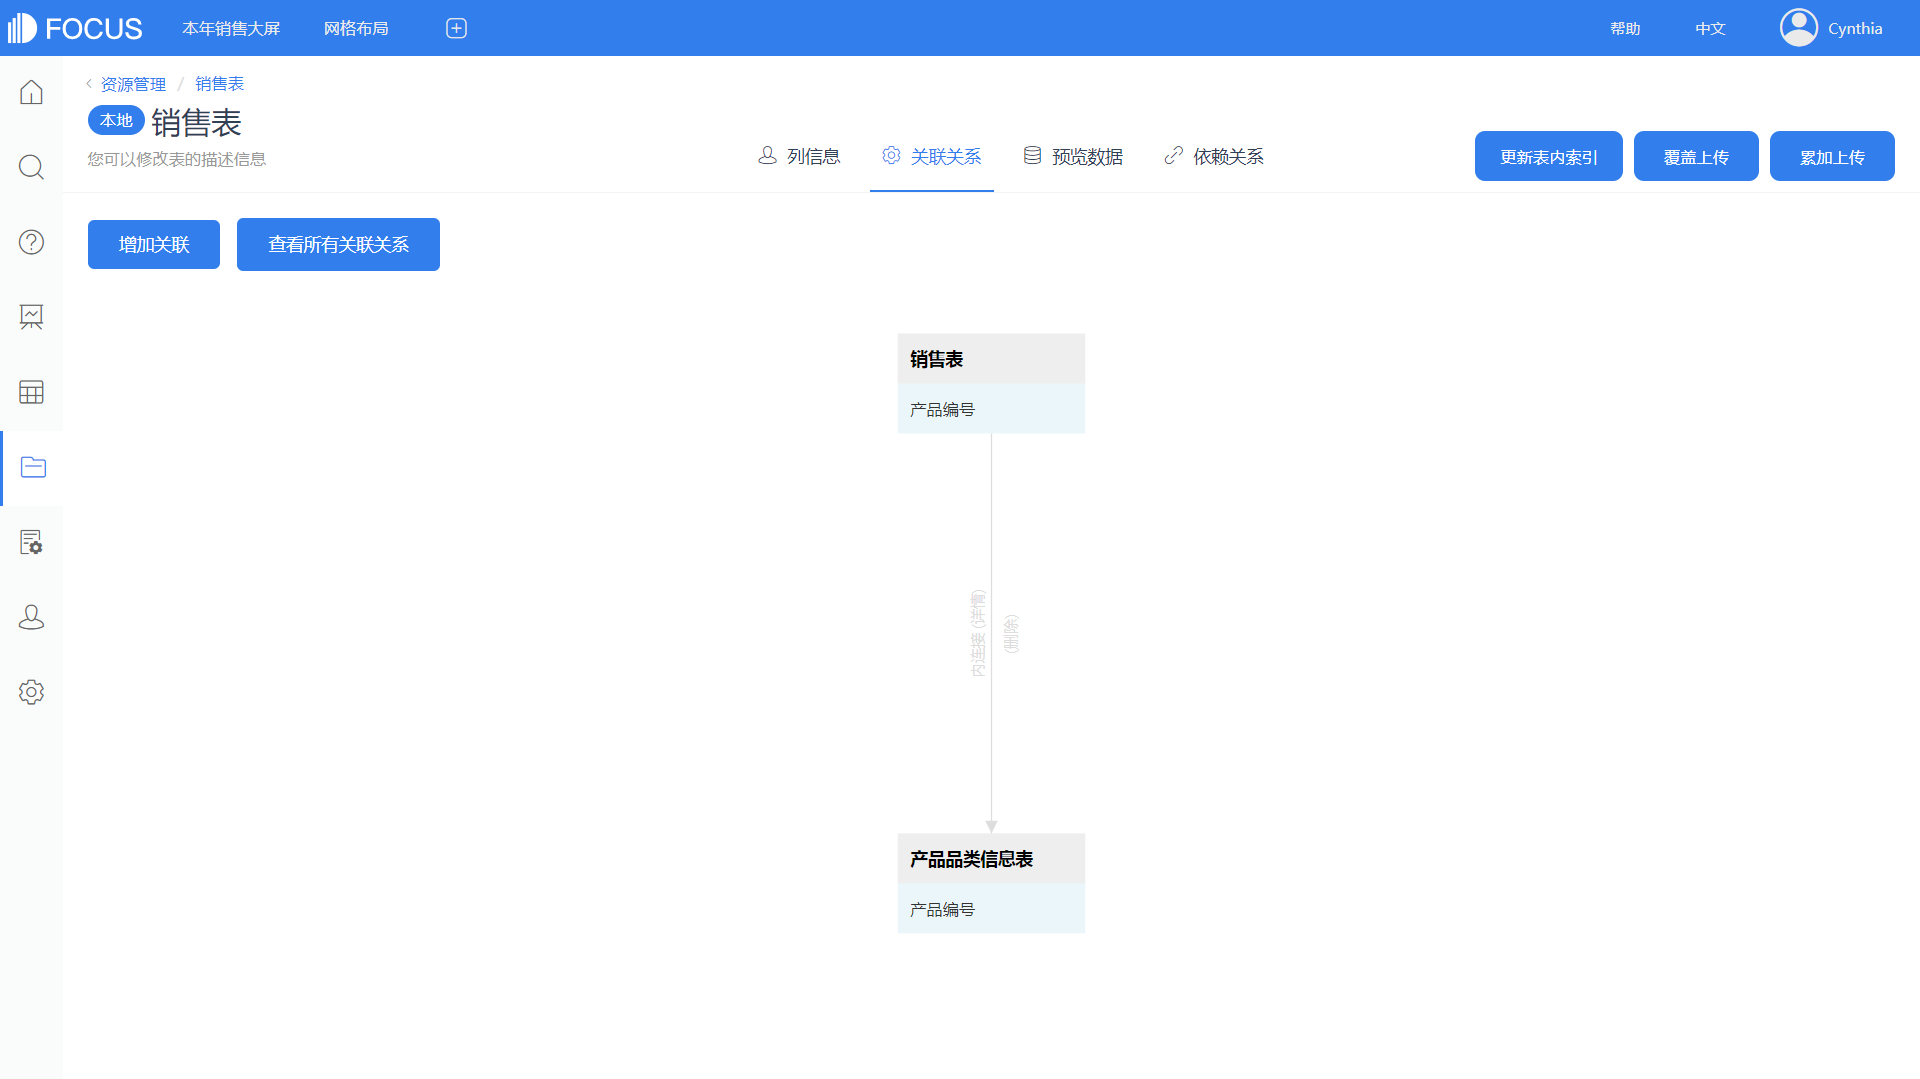 FOCUS 本年销售大屏 网格布局 帮助 中文 Cynthia
资源管理 / 销售表
本地 销售表
您可以修改表的描述信息
列信息 关联关系 预览数据 依赖关系
更新表内索引 覆盖上传 累加上传
增加关联 查看所有关联关系
销售表
产品编号
内连接 (详情)
(删除)
产品品类信息表
产品编号